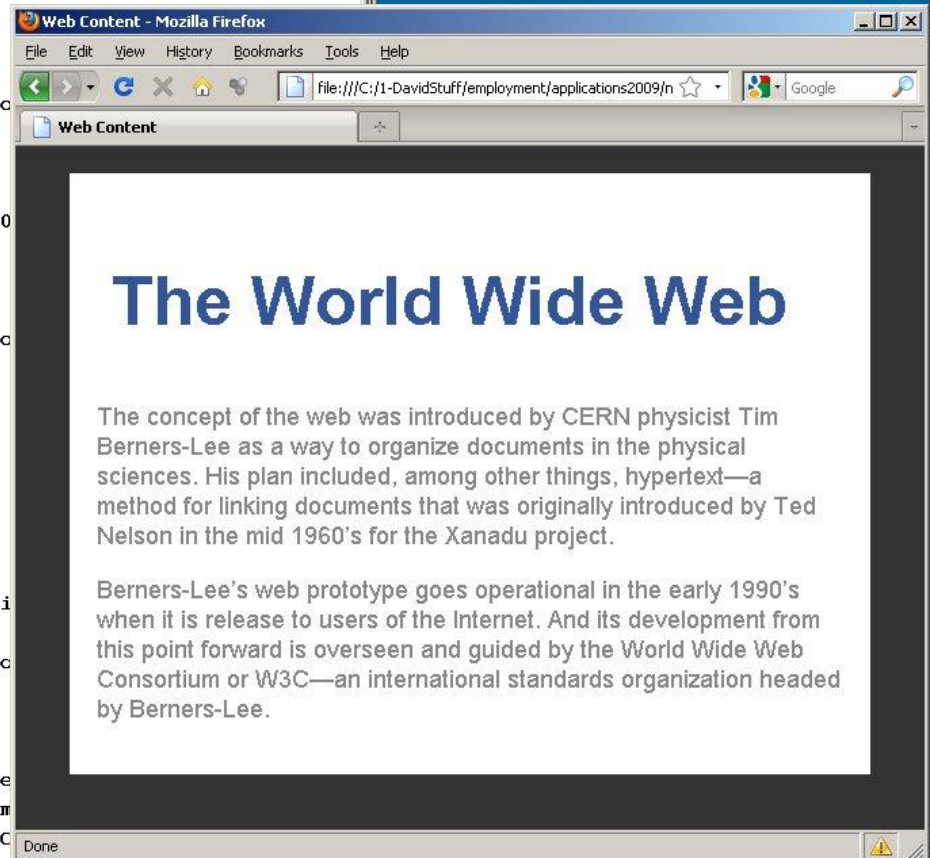 Web Content - Mozilla Firefox
File Edit View History Bookmarks Tools Help
file:///C:/1-DavidStuff/employment/applications2009/n
Google
Web Content
The World Wide Web
The concept of the web was introduced by CERN physicist Tim
Berners-Lee as a way to organize documents in the physical
sciences. His plan included, among other things, hypertext—a
method for linking documents that was originally introduced by Ted
Nelson in the mid 1960’s for the Xanadu project.
Berners-Lee’s web prototype goes operational in the early 1990’s
when it is release to users of the Internet. And its development from
this point forward is overseen and guided by the World Wide Web
Consortium or W3C—an international standards organization headed
by Berners-Lee.
Done